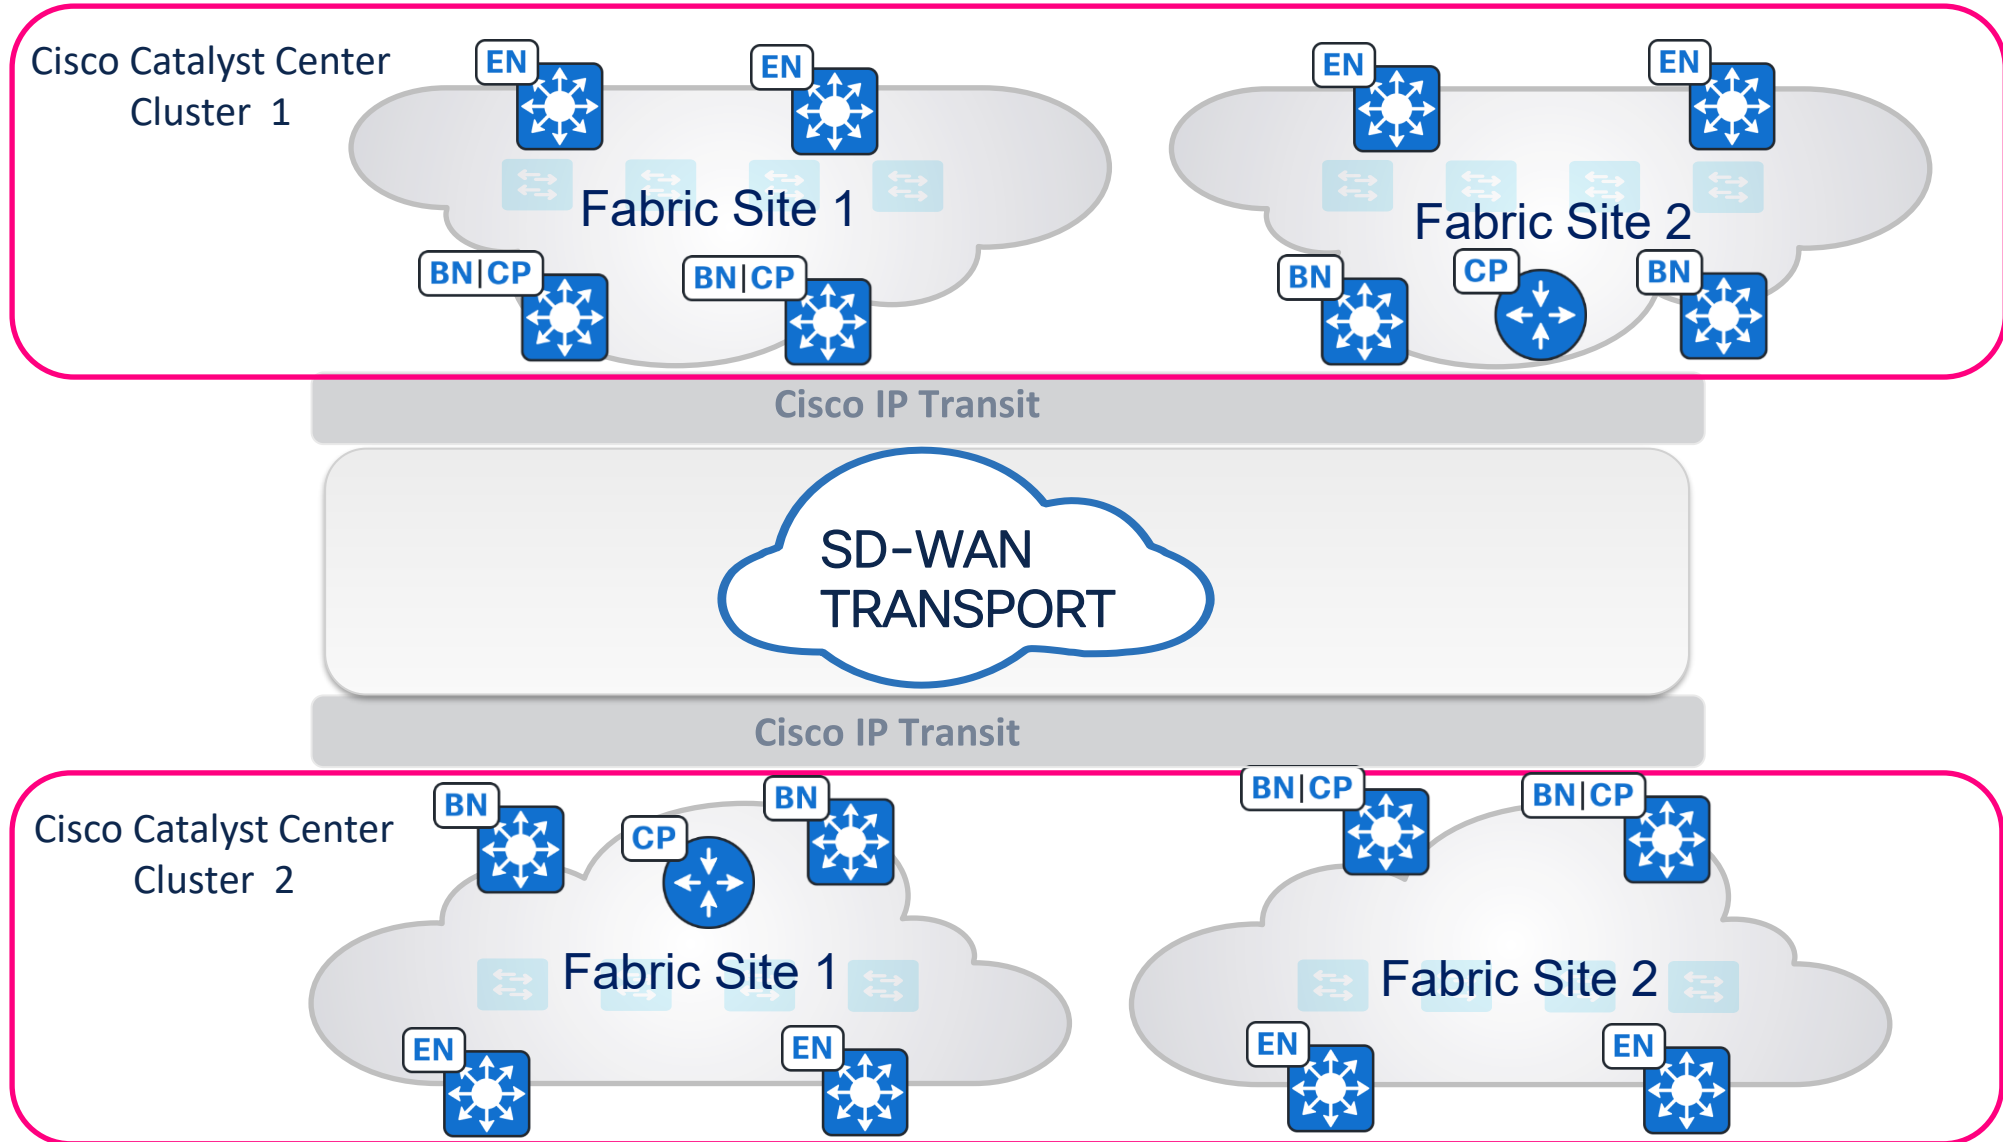 Cisco Catalyst Center
Cluster 1
EN
EN
EN
EN
Fabric Site 1
Fabric Site 2
BN|CP
BN|CP
BN
CP
BN
Cisco IP Transit
SD-WAN
TRANSPORT
Cisco IP Transit
Cisco Catalyst Center
Cluster 2
BN
CP
BN
BN|CP
BN|CP
Fabric Site 1
Fabric Site 2
EN
EN
EN
EN